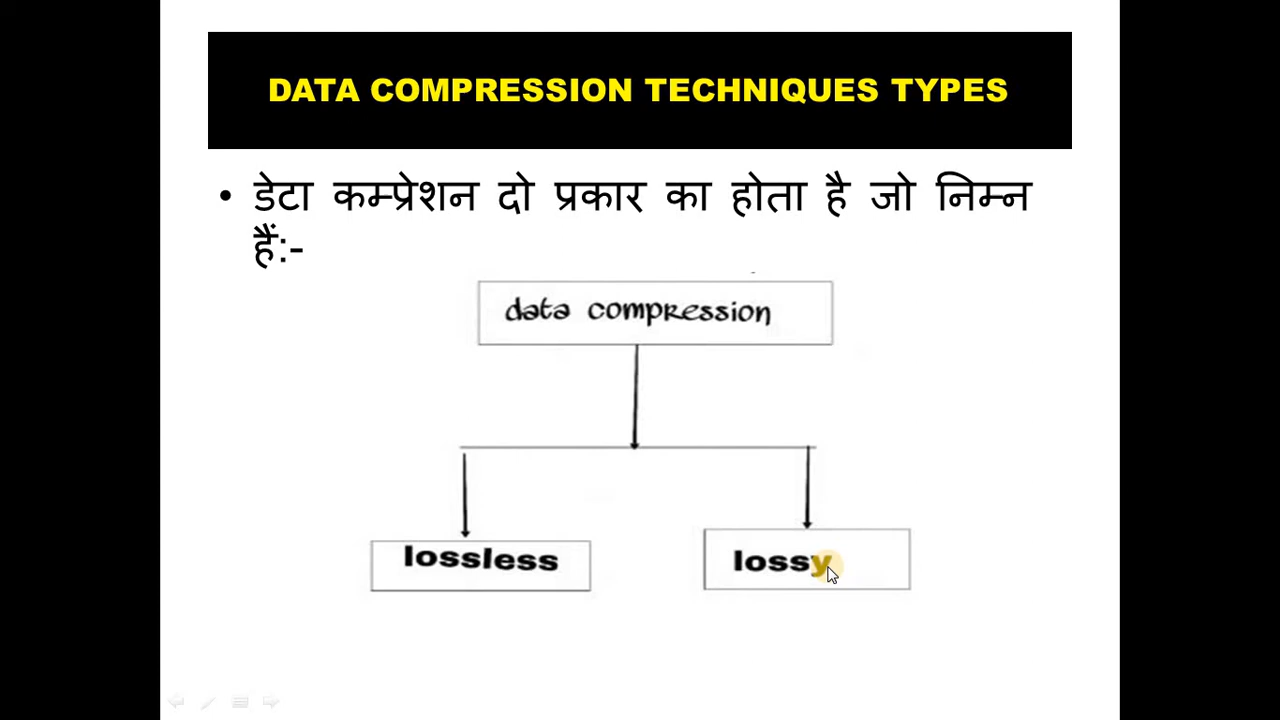 DATA COMPRESSION TECHNIQUES TYPES
• डेटा कम्प्रेशन दो प्रकार का होता है जो निम्न
हैं:-
data compression
lossless
lossy